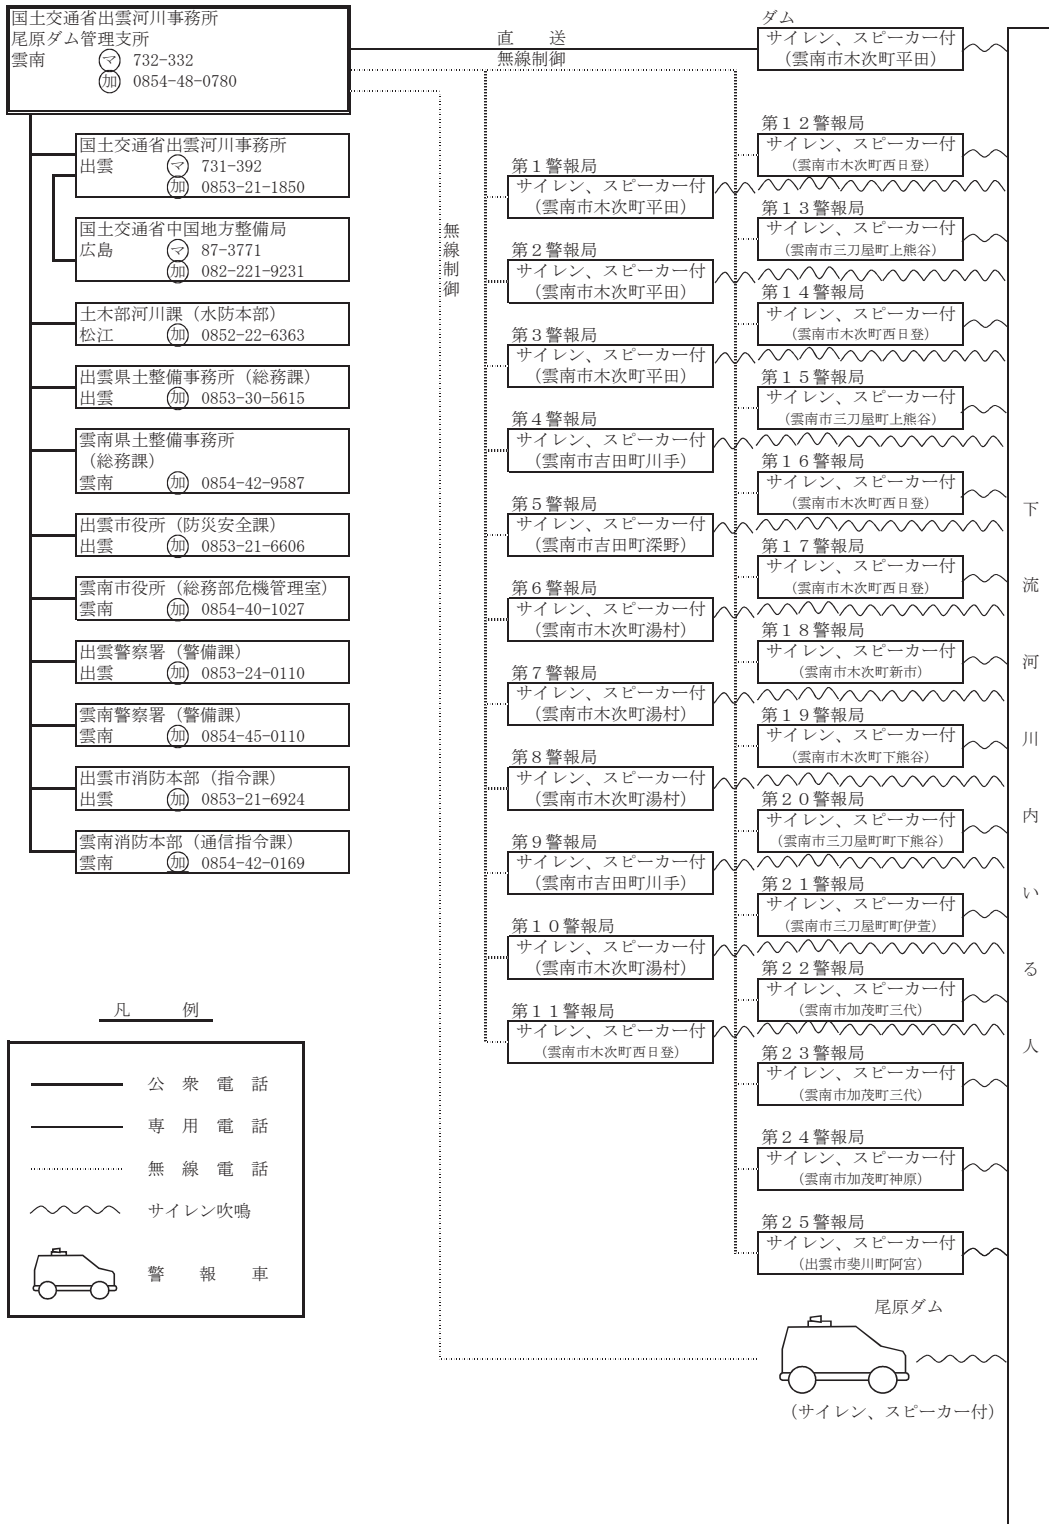 国土交通省出雲河川事務所
尾原ダム管理支所
雲南 マ 732-332
加 0854-48-0780
国土交通省出雲河川事務所
出雲 マ 731-392
加 0853-21-1850
国土交通省中国地方整備局
広島 マ 87-3771
加 082-221-9231
土木部河川課（水防本部）
松江 加 0852-22-6363
出雲県土整備事務所（総務課）
出雲 加 0853-30-5615
雲南県土整備事務所
（総務課）
雲南 加 0854-42-9587
出雲市役所（防災安全課）
出雲 加 0853-21-6606
雲南市役所（総務部危機管理室）
雲南 加 0854-40-1027
出雲警察署（警備課）
出雲 加 0853-24-0110
雲南警察署（警備課）
雲南 加 0854-45-0110
出雲市消防本部（指令課）
出雲 加 0853-21-6924
雲南消防本部（通信指令課）
雲南 加 0854-42-0169
凡 例
公衆電話
専用電話
無線電話
サイレン吹鳴
警報車
直 送
無線制御
無線制御
第１警報局
サイレン、スピーカー付
（雲南市木次町平田）
第２警報局
サイレン、スピーカー付
（雲南市木次町平田）
第３警報局
サイレン、スピーカー付
（雲南市木次町平田）
第４警報局
サイレン、スピーカー付
（雲南市吉田町川手）
第５警報局
サイレン、スピーカー付
（雲南市吉田町深野）
第６警報局
サイレン、スピーカー付
（雲南市木次町湯村）
第７警報局
サイレン、スピーカー付
（雲南市木次町湯村）
第８警報局
サイレン、スピーカー付
（雲南市木次町湯村）
第９警報局
サイレン、スピーカー付
（雲南市吉田町川手）
第１０警報局
サイレン、スピーカー付
（雲南市木次町湯村）
第１１警報局
サイレン、スピーカー付
（雲南市木次町西日登）
ダム
サイレン、スピーカー付
（雲南市木次町平田）
第１２警報局
サイレン、スピーカー付
（雲南市木次町西日登）
第１３警報局
サイレン、スピーカー付
（雲南市三刀屋町上熊谷）
第１４警報局
サイレン、スピーカー付
（雲南市木次町西日登）
第１５警報局
サイレン、スピーカー付
（雲南市三刀屋町上熊谷）
第１６警報局
サイレン、スピーカー付
（雲南市木次町西日登）
第１７警報局
サイレン、スピーカー付
（雲南市木次町西日登）
第１８警報局
サイレン、スピーカー付
（雲南市木次町新市）
第１９警報局
サイレン、スピーカー付
（雲南市木次町下熊谷）
第２０警報局
サイレン、スピーカー付
（雲南市三刀屋町町下熊谷）
第２１警報局
サイレン、スピーカー付
（雲南市三刀屋町町伊萱）
第２２警報局
サイレン、スピーカー付
（雲南市加茂町三代）
第２３警報局
サイレン、スピーカー付
（雲南市加茂町三代）
第２４警報局
サイレン、スピーカー付
（雲南市加茂町神原）
第２５警報局
サイレン、スピーカー付
（出雲市斐川町阿宮）
尾原ダム
（サイレン、スピーカー付）
下流河川内いる人